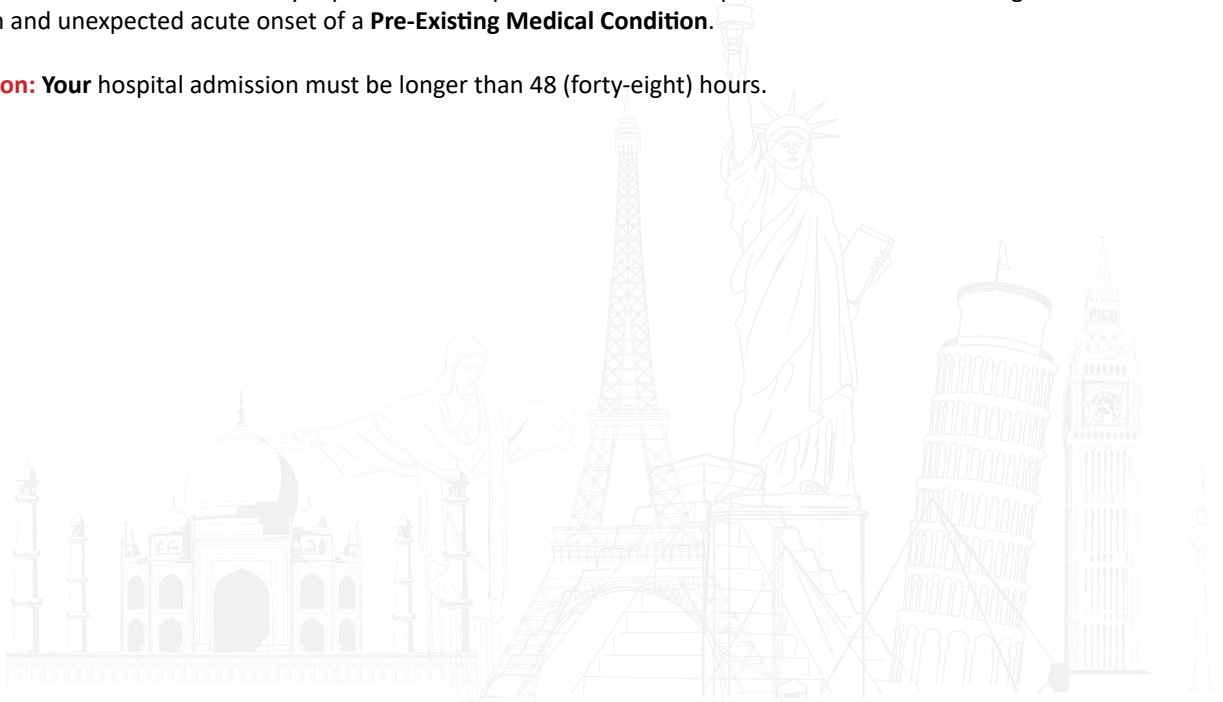 and unexpected acute onset of a Pre-Existing Medical Condition.
on: Your hospital admission must be longer than 48 (forty-eight) hours.